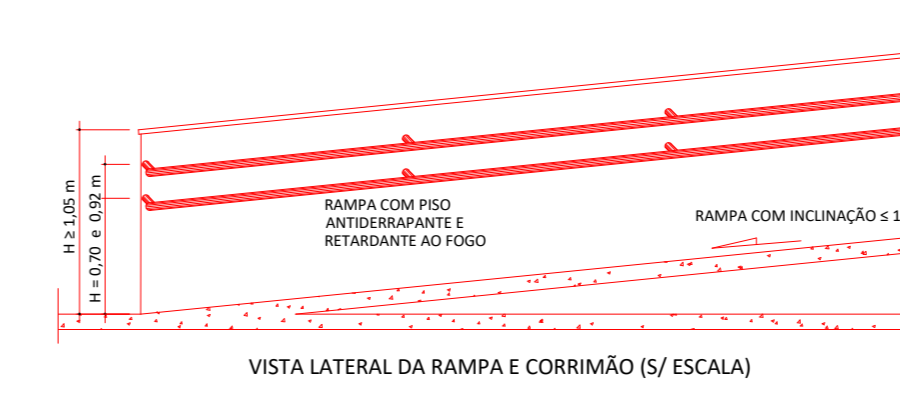 H ≥ 1,05 m
H = 0,70 e 0,92 m
RAMPA COM PISO
ANTIDERRAPANTE E
RETARDANTE AO FOGO
RAMPA COM INCLINAÇÃO ≤ 1
VISTA LATERAL DA RAMPA E CORRIMÃO (S/ ESCALA)